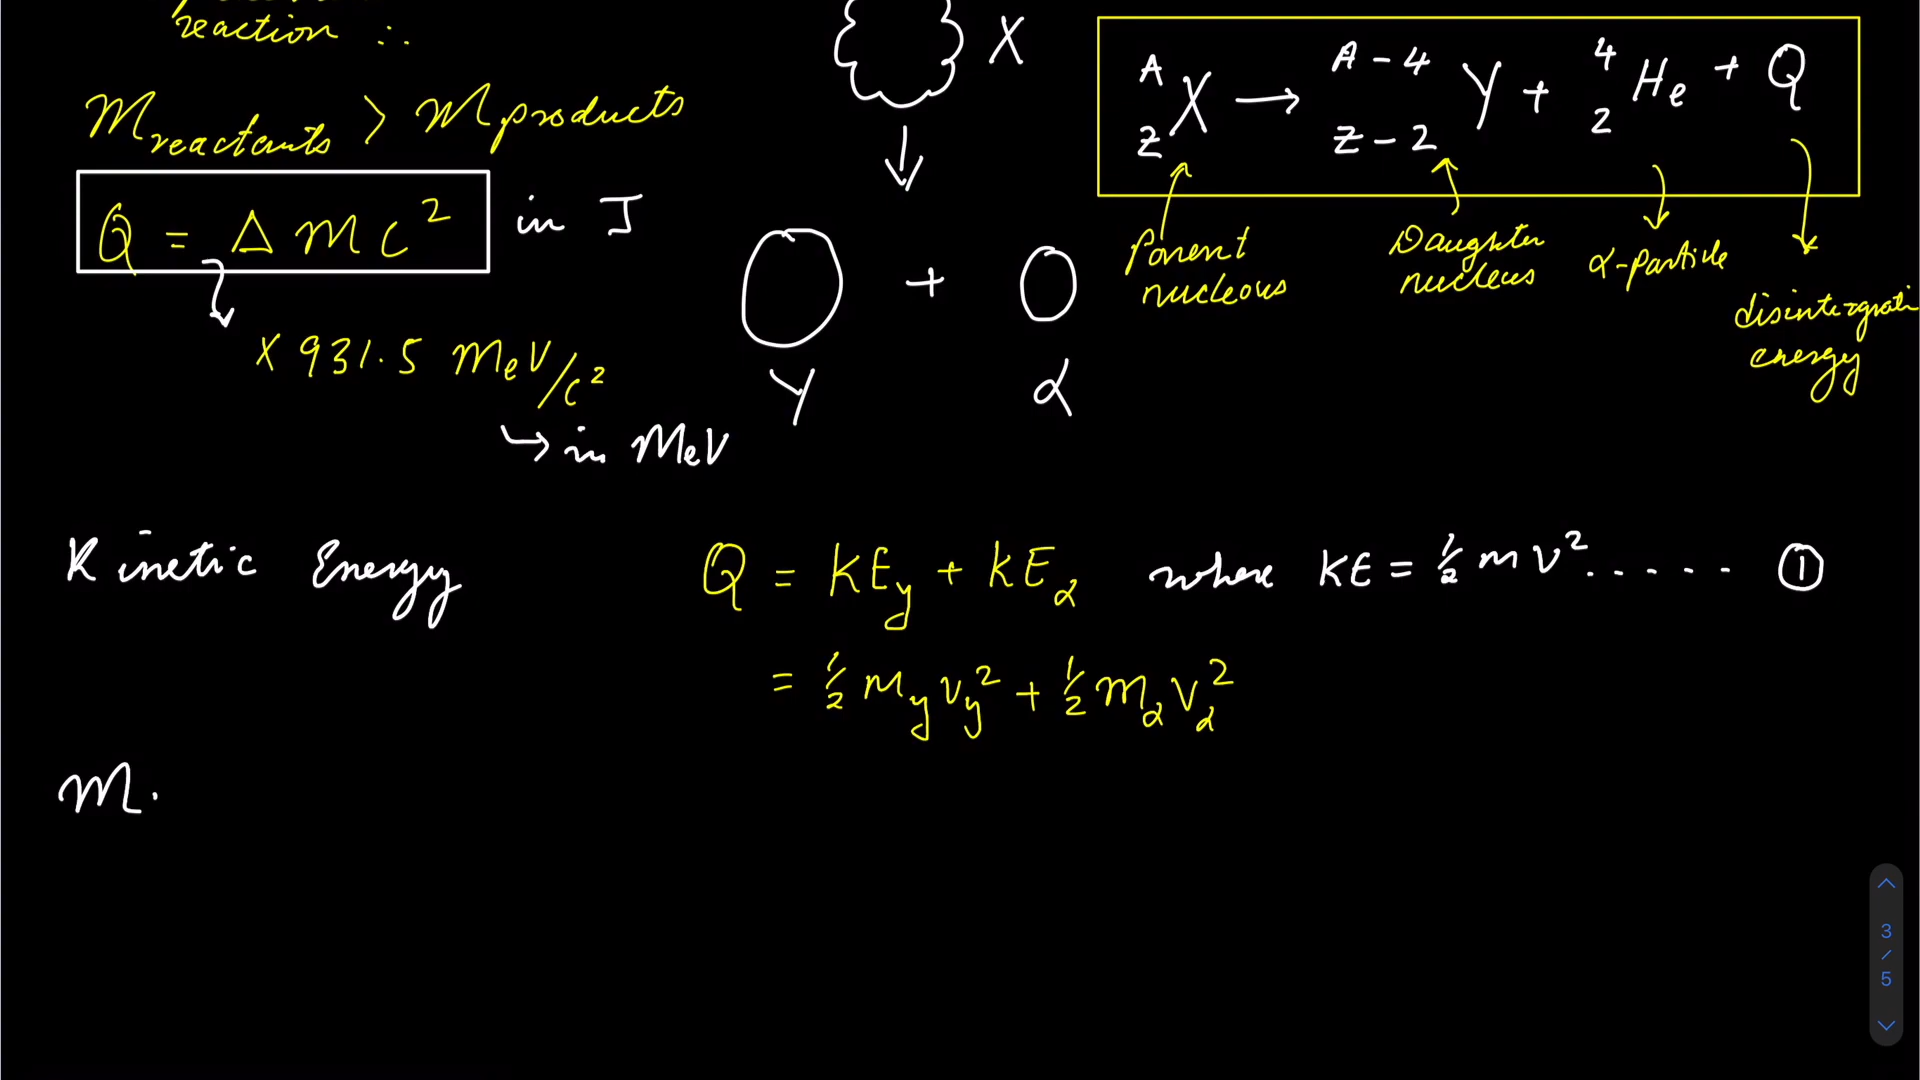 reaction :.
M reactants > M products
Q = Δ m c² in J
x 931.5 MeV/c²
↳ in MeV
X
↓
+
Y α
ᴬ_Z X → ᴬ⁻⁴_Z₋₂ Y + ⁴₂ He + Q
Parent nucleous
Daughter nucleus
α-particle
energy
Kinetic Energy
Q = KE_y + KE_α where KE = ½ m v² ..... ①
= ½ m_y v_y² + ½ m_α v_α²
M.
3
/
5